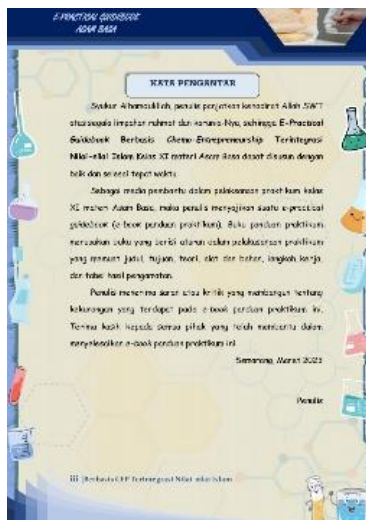 E-PRACTICAL GUIDEBOOK
ASAM BASA
KATA PENGANTAR
Syukur Alhamdulillah, penulis panjatkan kehadirat Allah SWT
atas segala limpahan rahmat dan karunia-Nya, sehingga E-Practical
Guidebook Berbasis Chemo-Entrepreneurship Terintegrasi
Nilai-nilai Islam Kelas XI materi Asam Basa dapat disusun dengan
baik dan selesai tepat waktu.
Sebagai media pembantu dalam pelaksanaan praktikum kelas
XI materi Asam Basa, maka penulis menyajikan suatu e-practical
guidebook (e-book panduan praktikum). Buku panduan praktikum
merupakan buku yang berisi aturan dalam pelaksanaan praktikum
yang memuat judul, tujuan, teori, alat dan bahan, langkah kerja,
dan tabel hasil pengamatan.
Penulis menerima saran atau kritik yang membangun tentang
kekurangan yang terdapat pada e-book panduan praktikum ini.
Terima kasih kepada semua pihak yang telah membantu dalam
menyelesaikan e-book panduan praktikum ini.
Semarang, Maret 2023
Penulis
iii |Berbasis CEP Terintegrasi Nilai-nilai Islam